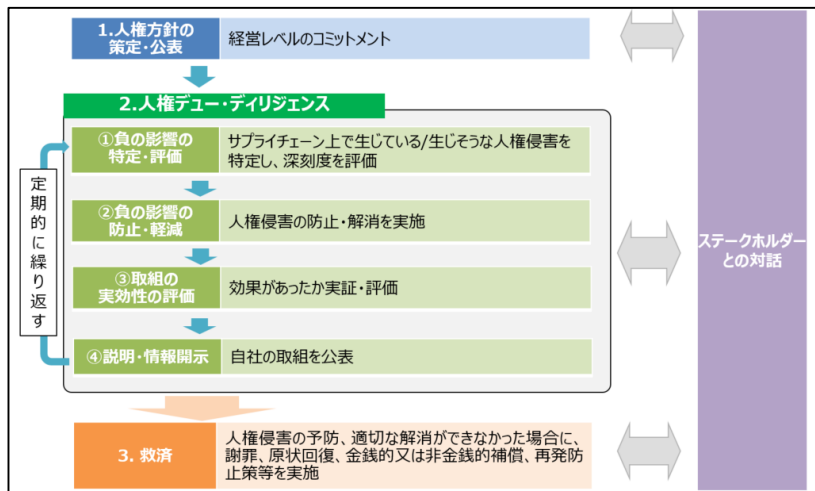 1.人権方針の
策定・公表
経営レベルのコミットメント
2.人権デュー・ディリジェンス
①負の影響の
特定・評価
サプライチェーン上で生じている/生じそうな人権侵害を
特定し、深刻度を評価
②負の影響の
防止・軽減
人権侵害の防止・解消を実施
③取組の
実効性の評価
効果があったか実証・評価
④説明・情報開示
自社の取組を公表
定期的に繰り返す
3. 救済
人権侵害の予防、適切な解消ができなかった場合に、
謝罪、原状回復、金銭的又は非金銭的補償、再発防
止策等を実施
ステークホルダー
との対話